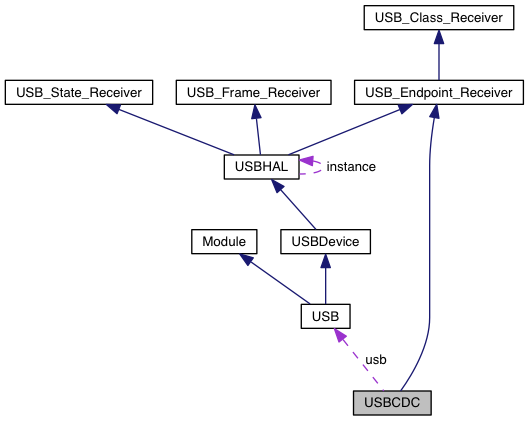 USB_Class_Receiver
USB_State_Receiver
USB_Frame_Receiver
USB_Endpoint_Receiver
USBHAL
instance
Module
USBDevice
USB
usb
USBCDC